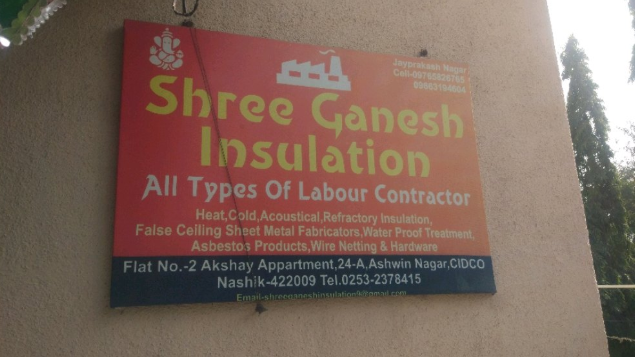 Jayprakash Nagar
Shree Ganesh
Insulation
All Types Of Labour Contractor
Heat,Cold,Acoustical,Refractory Insulation,
False Ceiling Sheet Metal Fabricators,Water Proof Treatment,
Asbestos Products,Wire Netting & Hardware
Flat No.-2 Akshay Appartment,24-A,Ashwin Nagar,CIDCO
Nashik-422009 Tel.0253-2378415